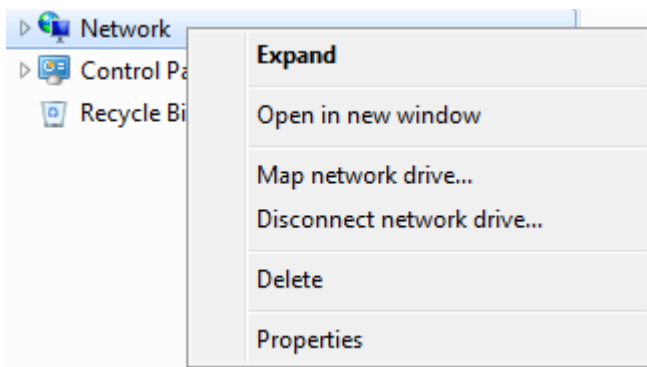 Network
Expand
Control Pa
Recycle Bi
Open in new window
Map network drive...
Disconnect network drive...
Delete
Properties